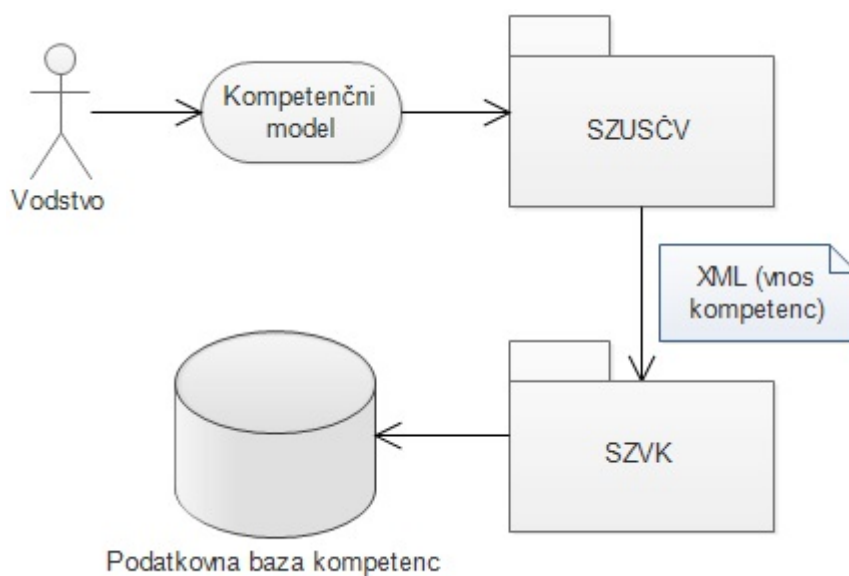 Kompetenčni
model
SZUSČV
Vodstvo
XML (vnos
kompetenc)
SZVK
Podatkovna baza kompetenc